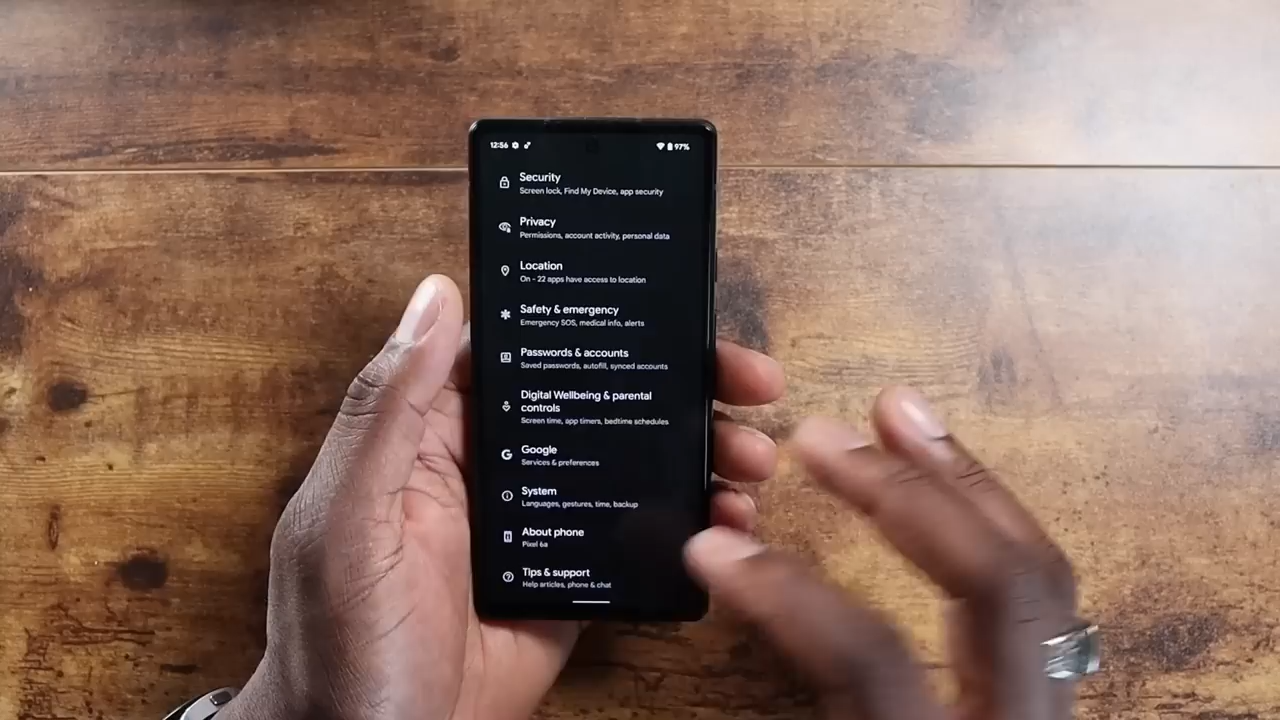 12:56
97%
Security
Screen lock, Find My Device, app security
Privacy
Permissions, account activity, personal data
Location
On - 22 apps have access to location
Safety & emergency
Emergency SOS, medical info, alerts
Passwords & accounts
Saved passwords, autofill, synced accounts
Digital Wellbeing & parental
controls
Screen time, app timers, bedtime schedules
Google
Services & preferences
System
Languages, gestures, time, backup
About phone
Pixel 6a
Tips & support
Help articles, phone & chat